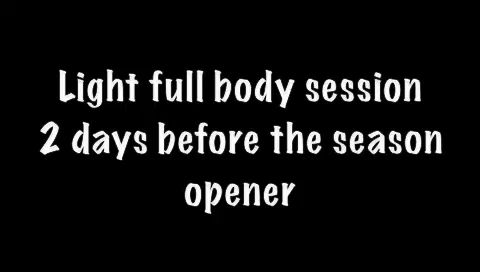 Light full body session
2 days before the season
opener